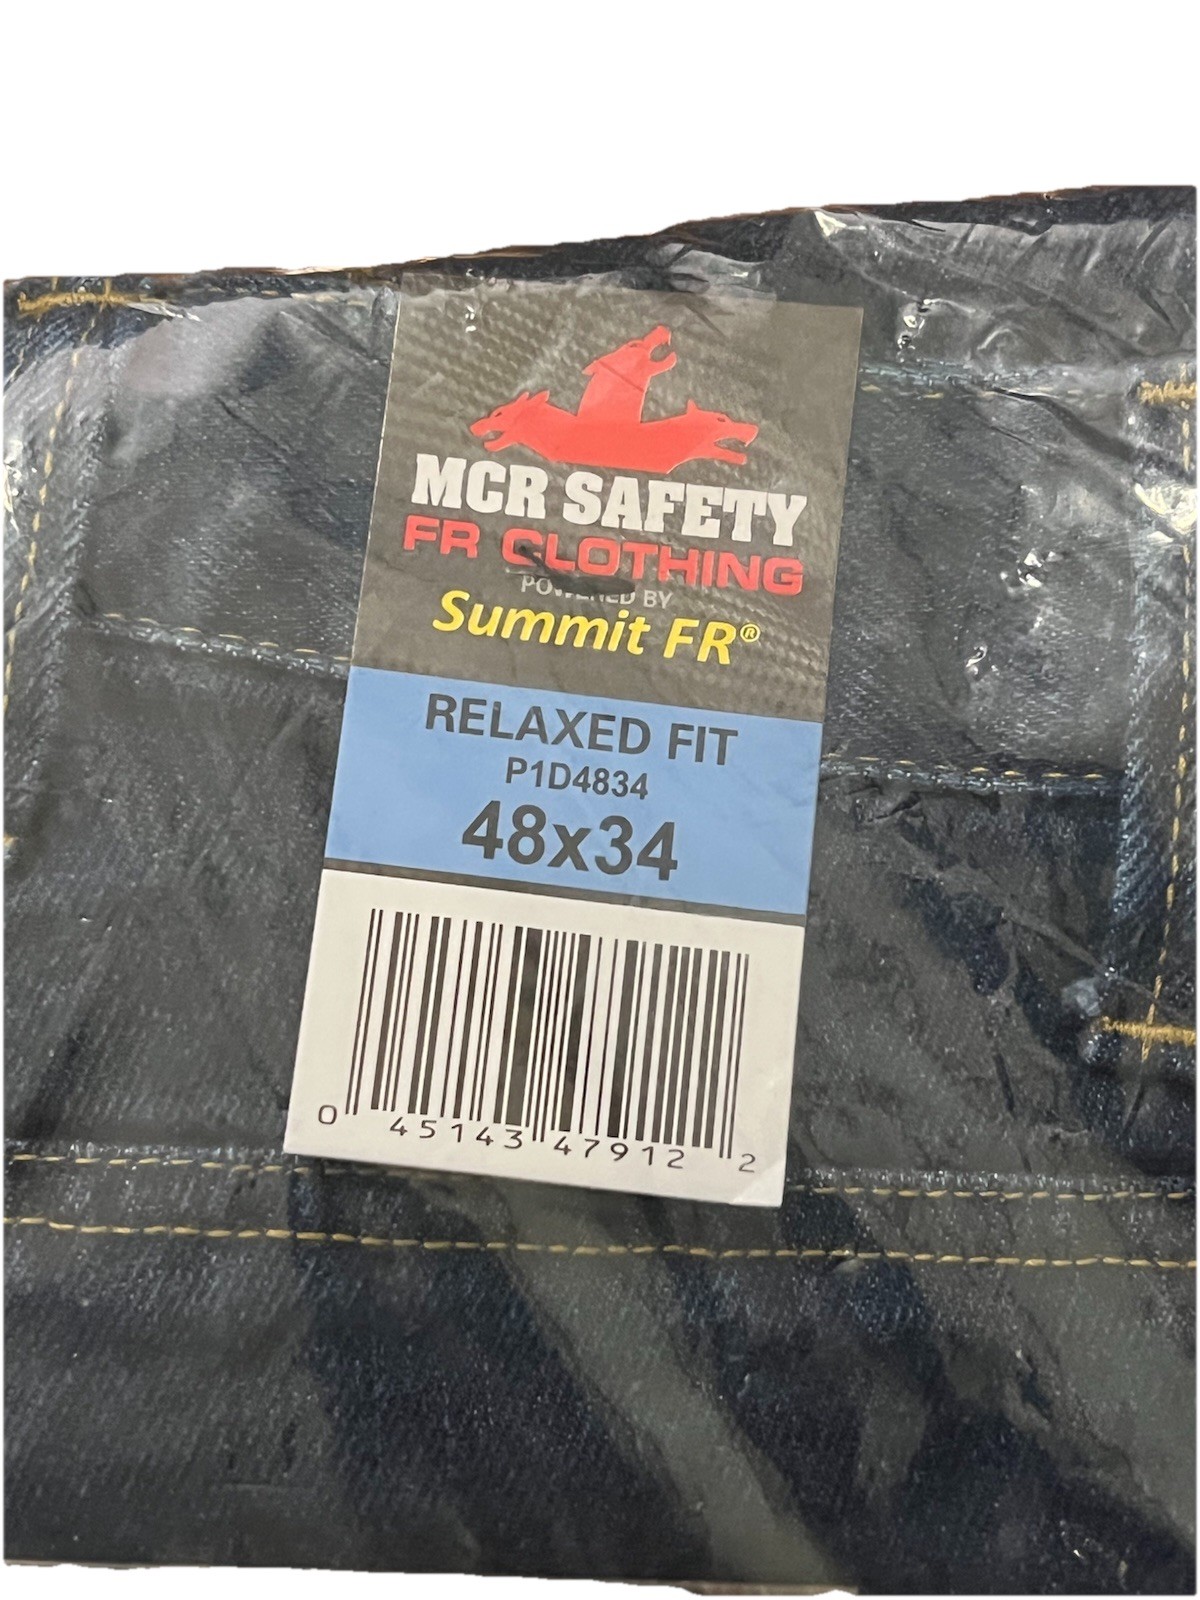 MCR SAFETY
FR CLOTHING
POWERED BY
Summit FR®
RELAXED FIT
P1D4834
48x34
0 45143 47912 2